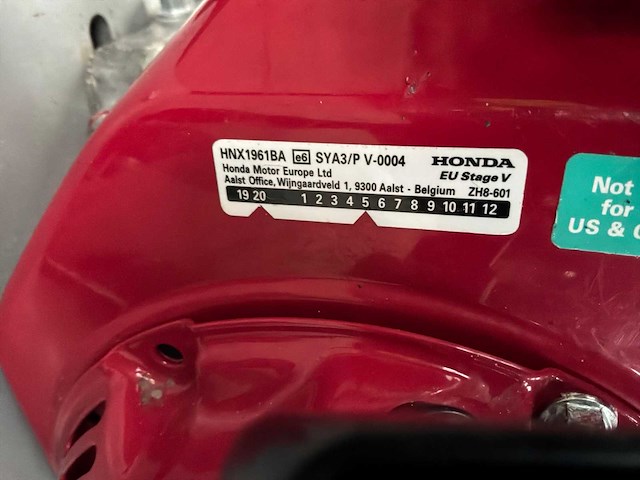 HNX1961BA e6 SYA3/P V-0004 HONDA
Honda Motor Europe Ltd EU Stage V
Aalst Office, Wijngaardveld 1, 9300 Aalst - Belgium ZH8-601
19 20 1 2 3 4 5 6 7 8 9 10 11 12
Not
for
US &